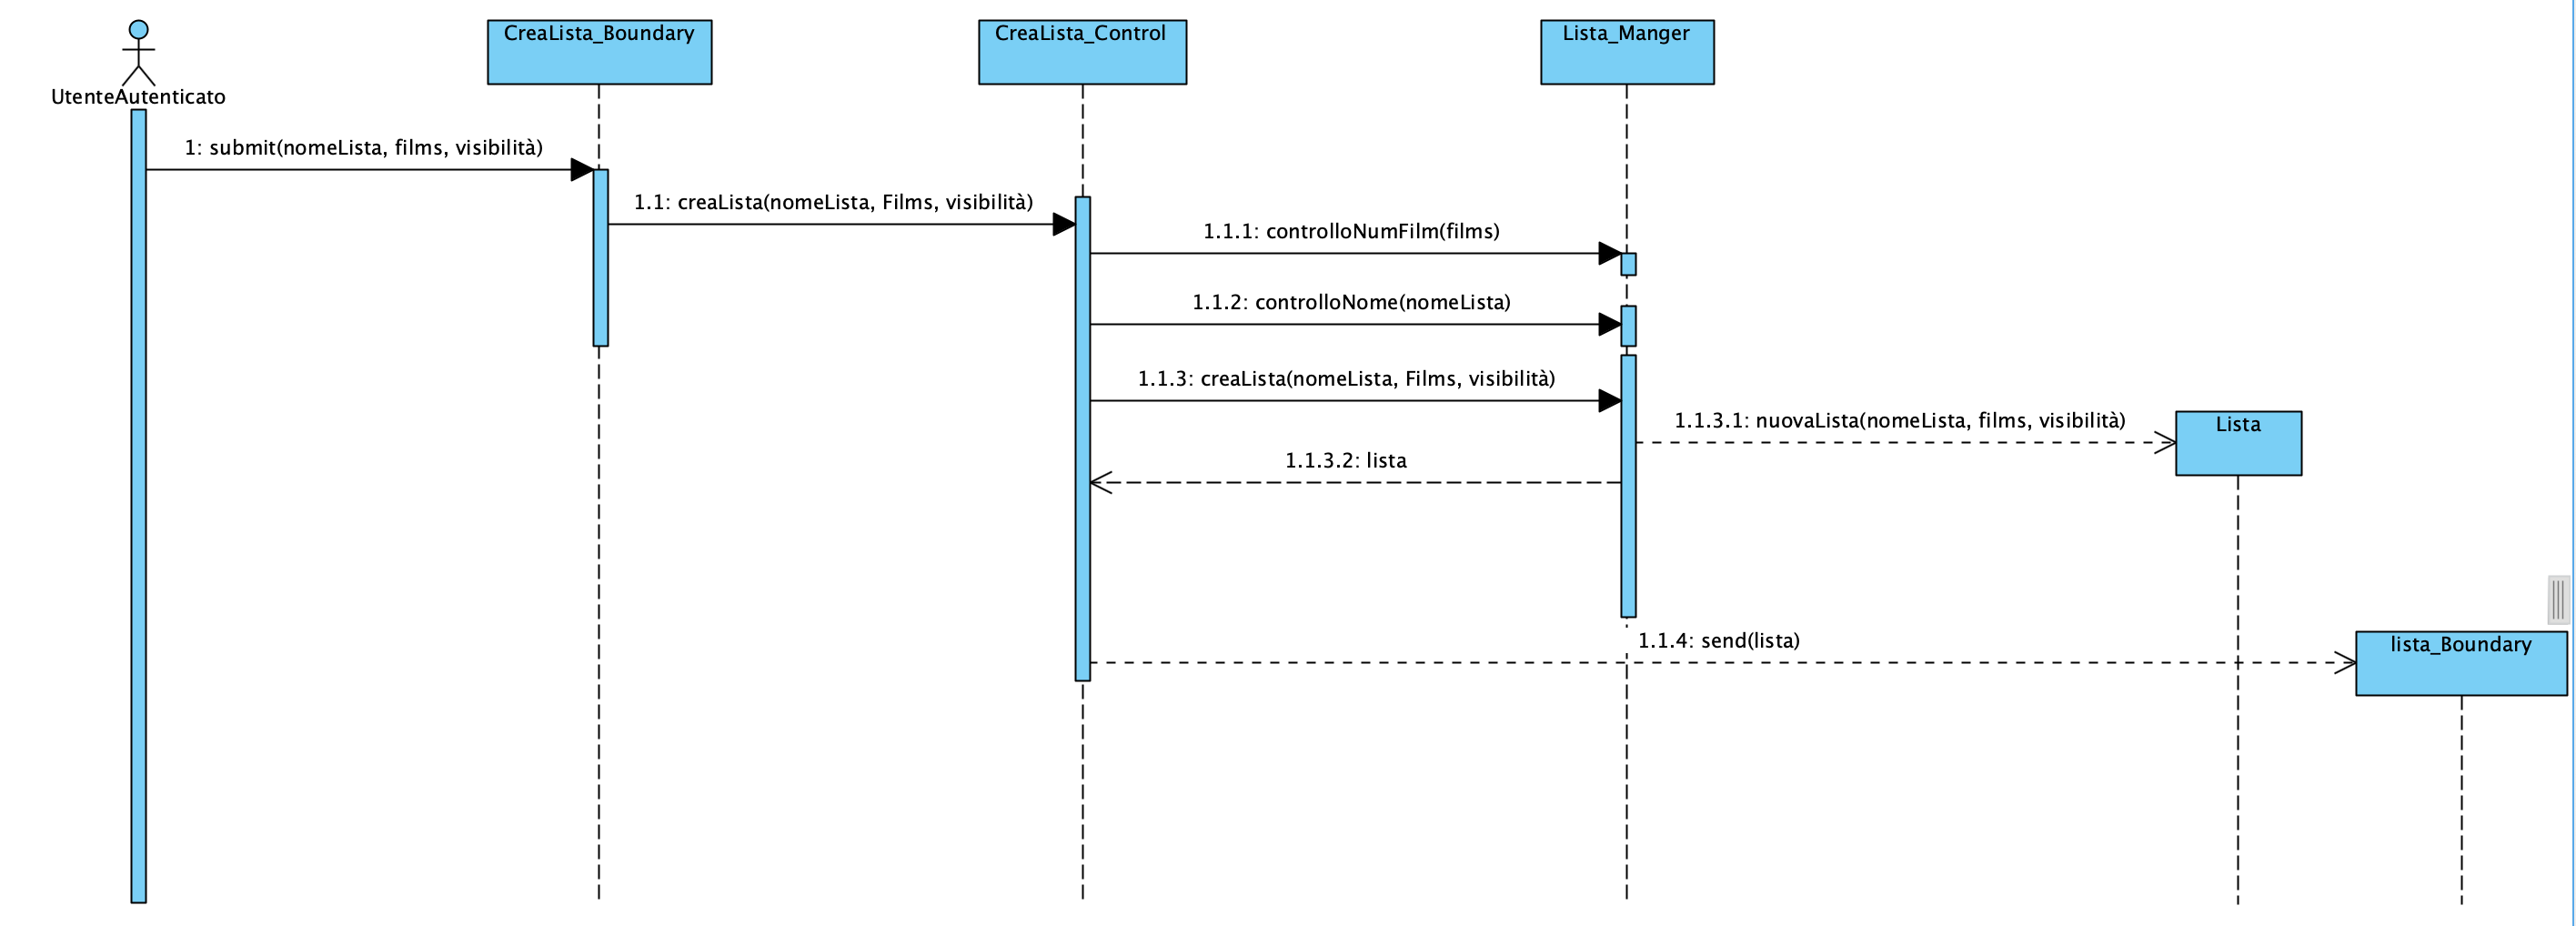 CreaLista_Boundary
CreaLista_Control
Lista_Manger
UtenteAutenticato
1: submit(nomeLista, films, visibilità)
1.1: creaLista(nomeLista, Films, visibilità)
1.1.1: controlloNumFilm(films)
1.1.2: controlloNome(nomeLista)
1.1.3: creaLista(nomeLista, Films, visibilità)
1.1.3.1: nuovaLista(nomeLista, films, visibilità)
Lista
1.1.3.2: lista
1.1.4: send(lista)
lista_Boundary